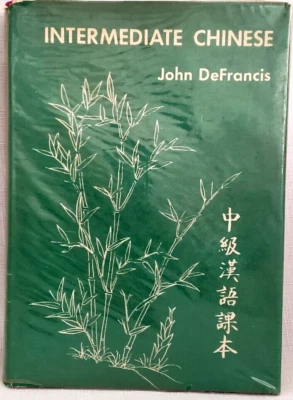 INTERMEDIATE CHINESE
John DeFrancis
中級漢語課本